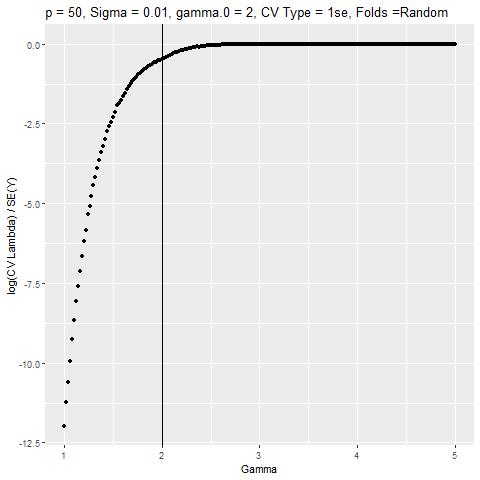 p = 50, Sigma = 0.01, gamma.0 = 2, CV Type = 1se, Folds =Random
log(CV Lambda) / SE(Y)
0.0
-2.5
-5.0
-7.5
-10.0
-12.5
1 2 3 4 5
Gamma